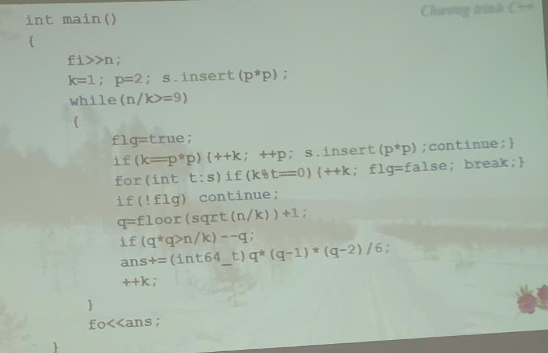 Chương trình C++
int main()
{
fi>>n;
k=1; p=2; s.insert(p*p);
while(n/k>=9)
{
flg=true;
if(k==p*p){++k; ++p; s.insert(p*p);continue;}
for(int t:s)if(k%t==0){++k; flg=false; break;}
if(!flg) continue;
q=floor(sqrt(n/k))+1;
if(q*q>n/k)--q;
ans+=(int64_t)q*(q-1)*(q-2)/6;
++k;
}
fo<<ans;
}